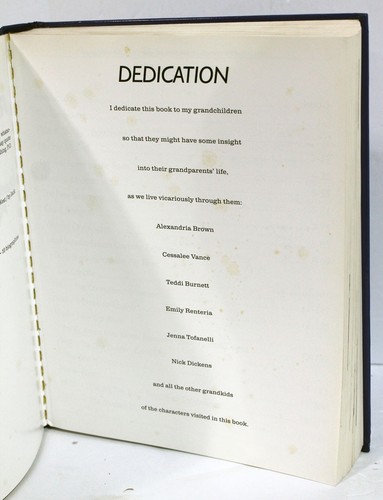 DEDICATION
I dedicate this book to my grandchildren
so that they might have some insight
into their grandparents' life,
as we live vicariously through them:
Alexandria Brown
Cessalee Vance
Teddi Burnett
Emily Renteria
Jenna Tofanelli
Nick Dickens
and all the other grandkids
of the characters visited in this book.